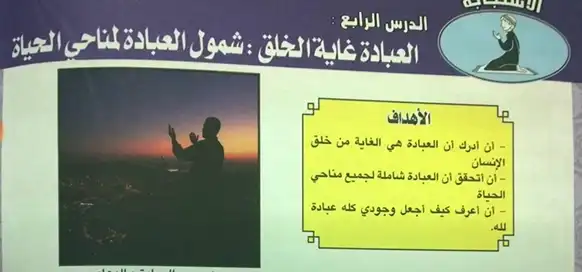 الاستجابة
الدرس الرابع :
العبادة غاية الخلق : شمول العبادة لمناحي الحياة
الأهداف
- أن أدرك أن العبادة هي الغاية من خلق
الإنسان
- أن أتحقق أن العبادة شاملة لجميع مناحي
الحياة
- أن أعرف كيف أجعل وجودي كله عبادة
لله.